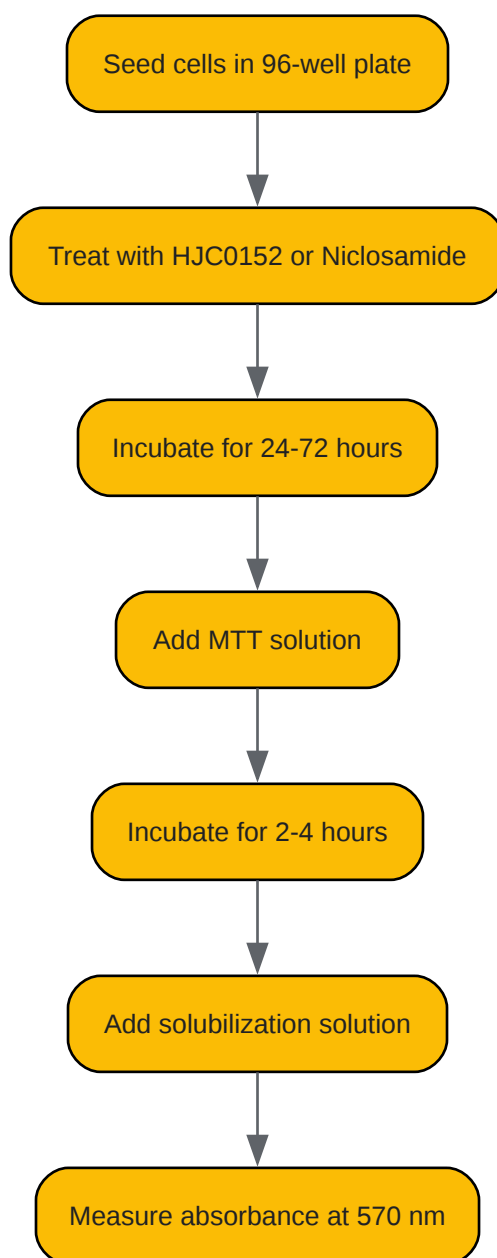 Seed cells in 96-well plate
Treat with HJC0152 or Niclosamide
Incubate for 24-72 hours
Add MTT solution
Incubate for 2-4 hours
Add solubilization solution
Measure absorbance at 570 nm